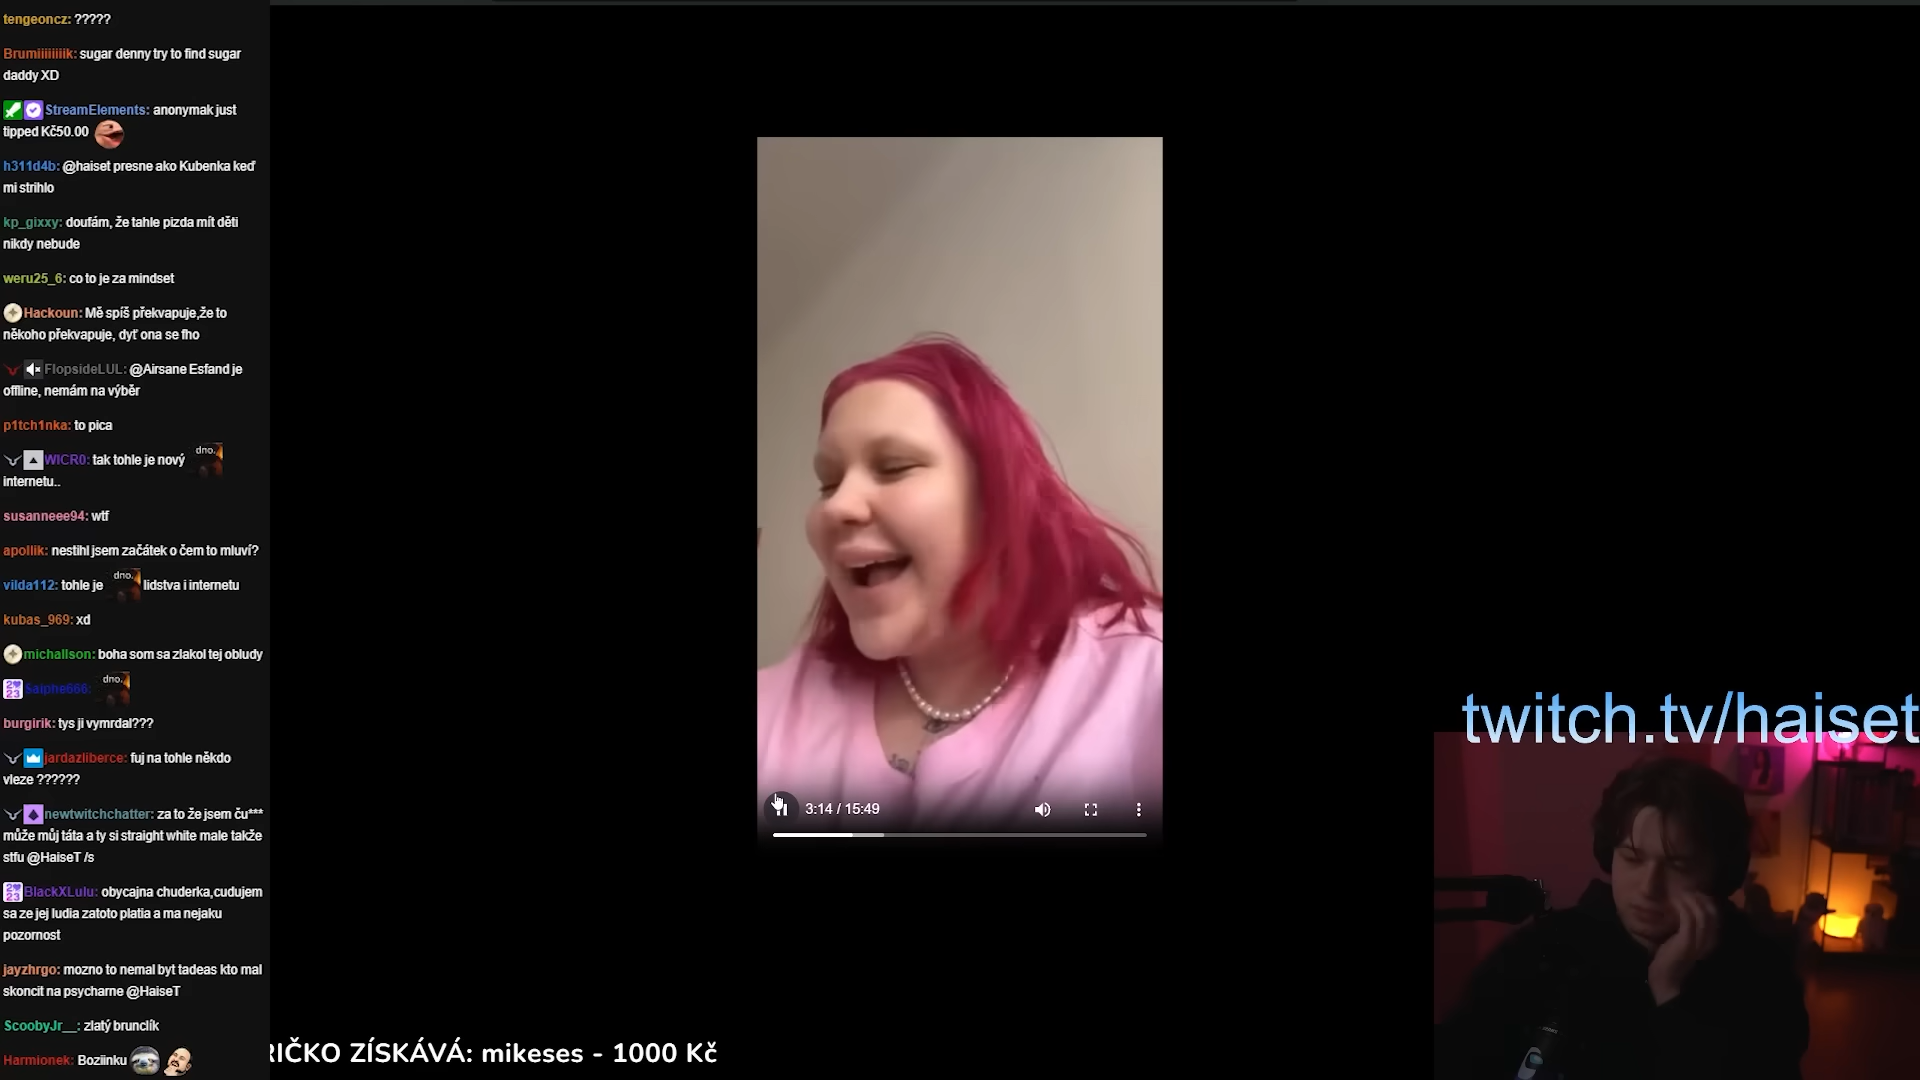 tengeoncz: ?????
Brumiiiiiiiik: sugar denny try to find sugar
daddy XD
StreamElements: anonymak just
tipped Kč50.00
h311d4b: @haiset presne ako Kubenka keď
mi strihlo
kp_gixxy: doufám, že tahle pizda mít děti
nikdy nebude
weru25_6: co to je za mindset
Hackoun: Mě spíš překvapuje,že to
někoho překvapuje, dyť ona se fho
FlopsideLUL: @Airsane Esfand je
offline, nemám na výběr
p1tch1nka: to pica
WICR0: tak tohle je nový dno.
internetu..
susanneee94: wtf
apollik: nestihl jsem začátek o čem to mluví?
vilda112: tohle je dno. lidstva i internetu
kubas_969: xd
michallson: boha som sa zlakol tej obludy
Salphe666: dno.
burgirik: tys ji vymrdal???
jardazliberce: fuj na tohle někdo
vleze ??????
newtwitchchatter: za to že jsem ču***
může můj táta a ty si straight white male takže
stfu @HaiseT /s
BlackXLulu: obycajna chuderka,cudujem
sa ze jej ludia zatoto platia a ma nejaku
pozornost
jayzhrgo: mozno to nemal byt tadeas kto mal
skoncit na psycharne @HaiseT
ScoobyJr__: zlatý brunclík
Harmionek: Boziinku
3:14 / 15:49
twitch.tv/haiset
RIČKO ZÍSKÁVÁ: mikeses - 1000 Kč